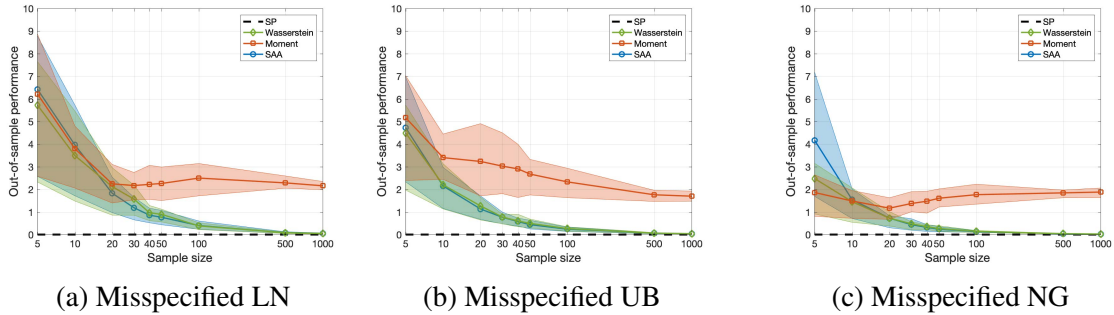 Out-of-sample performance
10
9
8
7
6
5
4
3
2
1
0
5 10 20 30 40 50 100 500 1000
Sample size
SP
Wasserstein
Moment
SAA
(a) Misspecified LN
Out-of-sample performance
10
9
8
7
6
5
4
3
2
1
0
5 10 20 30 40 50 100 500 1000
Sample size
SP
Wasserstein
Moment
SAA
(b) Misspecified UB
Out-of-sample performance
10
9
8
7
6
5
4
3
2
1
0
5 10 20 30 40 50 100 500 1000
Sample size
SP
Wasserstein
Moment
SAA
(c) Misspecified NG